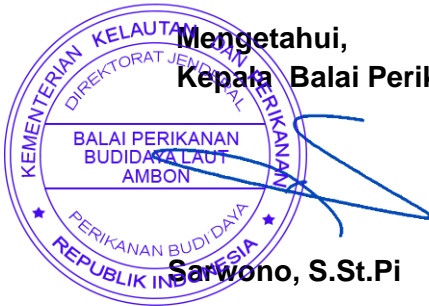 Mengetahui,
Kepala Balai Perik
KEMENTERIAN KELAUTAN DAN PERIKANAN
DIREKTORAT JENDERAL
BALAI PERIKANAN
BUDIDAYA LAUT
AMBON
PERIKANAN BUDIDAYA
REPUBLIK INDONESIA
Sarwono, S.St.Pi